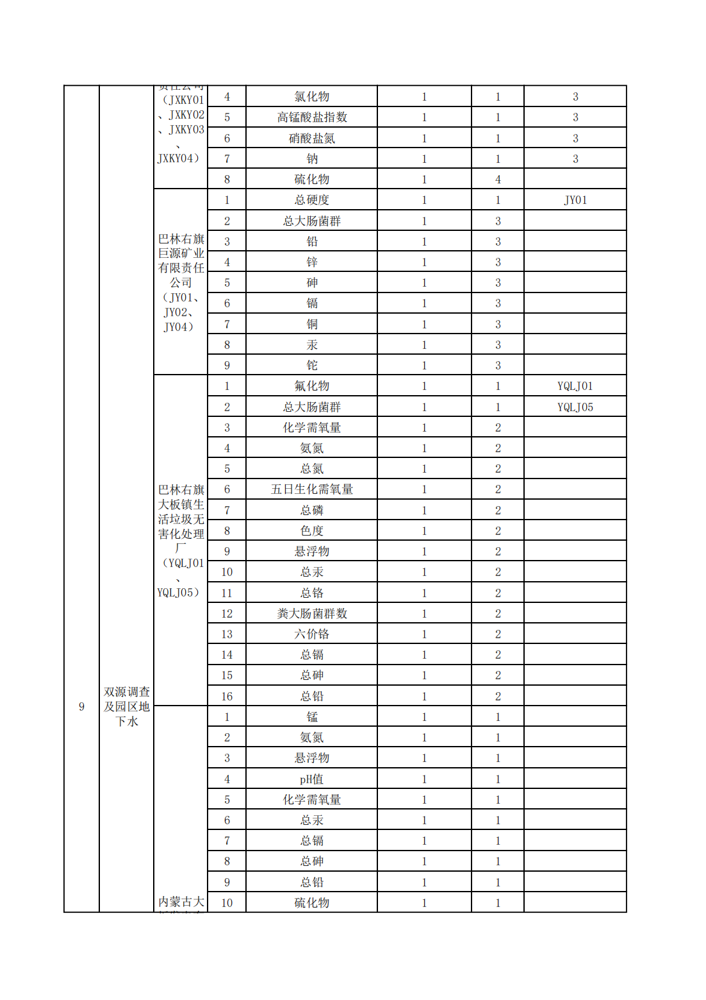 责任公司
（JXKY01
、JXKY02
、JXKY03
、
JXKY04）
4 氯化物 1 1 3
5 高锰酸盐指数 1 1 3
6 硝酸盐氮 1 1 3
7 钠 1 1 3
8 硫化物 1 4
巴林右旗
巨源矿业
有限责任
公司
（JY01、
JY02、
JY04）
1 总硬度 1 1 JY01
2 总大肠菌群 1 3
3 铅 1 3
4 锌 1 3
5 砷 1 3
6 镉 1 3
7 铜 1 3
8 汞 1 3
9 铊 1 3
巴林右旗
大板镇生
活垃圾无
害化处理
厂
（YQLJ01
、
YQLJ05）
1 氟化物 1 1 YQLJ01
2 总大肠菌群 1 1 YQLJ05
3 化学需氧量 1 2
4 氨氮 1 2
5 总氮 1 2
6 五日生化需氧量 1 2
7 总磷 1 2
8 色度 1 2
9 悬浮物 1 2
10 总汞 1 2
11 总铬 1 2
12 粪大肠菌群数 1 2
13 六价铬 1 2
14 总镉 1 2
15 总砷 1 2
16 总铅 1 2
9
双源调查
及园区地
下水
1 锰 1 1
2 氨氮 1 1
3 悬浮物 1 1
4 pH值 1 1
5 化学需氧量 1 1
6 总汞 1 1
7 总镉 1 1
8 总砷 1 1
9 总铅 1 1
10 硫化物 1 1
内蒙古大